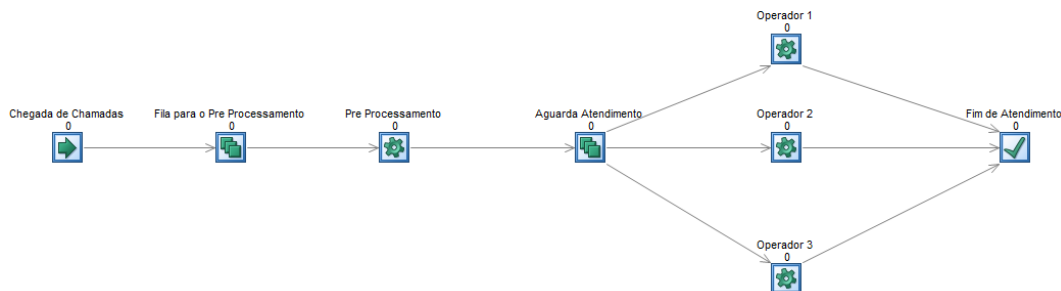 Operador 1
0
Chegada de Chamadas
0
Fila para o Pre Processamento
0
Pre Processamento
0
Aguarda Atendimento
0
Operador 2
0
Fim de Atendimento
0
Operador 3
0